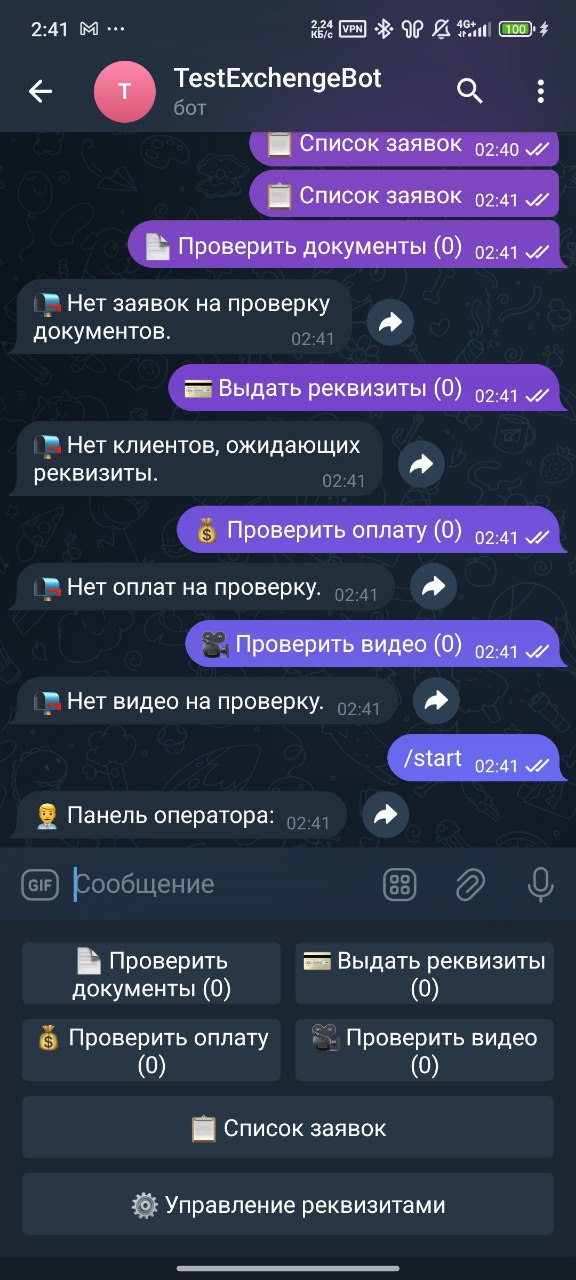 2:41
2,24
КБ/с
VPN
4G+
100
T
TestExchengeBot
бот
Список заявок 02:40
Список заявок 02:41
Проверить документы (0) 02:41
Нет заявок на проверку
документов. 02:41
Выдать реквизиты (0) 02:41
Нет клиентов, ожидающих
реквизиты. 02:41
Проверить оплату (0) 02:41
Нет оплат на проверку. 02:41
Проверить видео (0) 02:41
Нет видео на проверку. 02:41
/start 02:41
Панель оператора: 02:41
GIF
Сообщение
Проверить
документы (0)
Выдать реквизиты
(0)
Проверить оплату
(0)
Проверить видео
(0)
Список заявок
Управление реквизитами